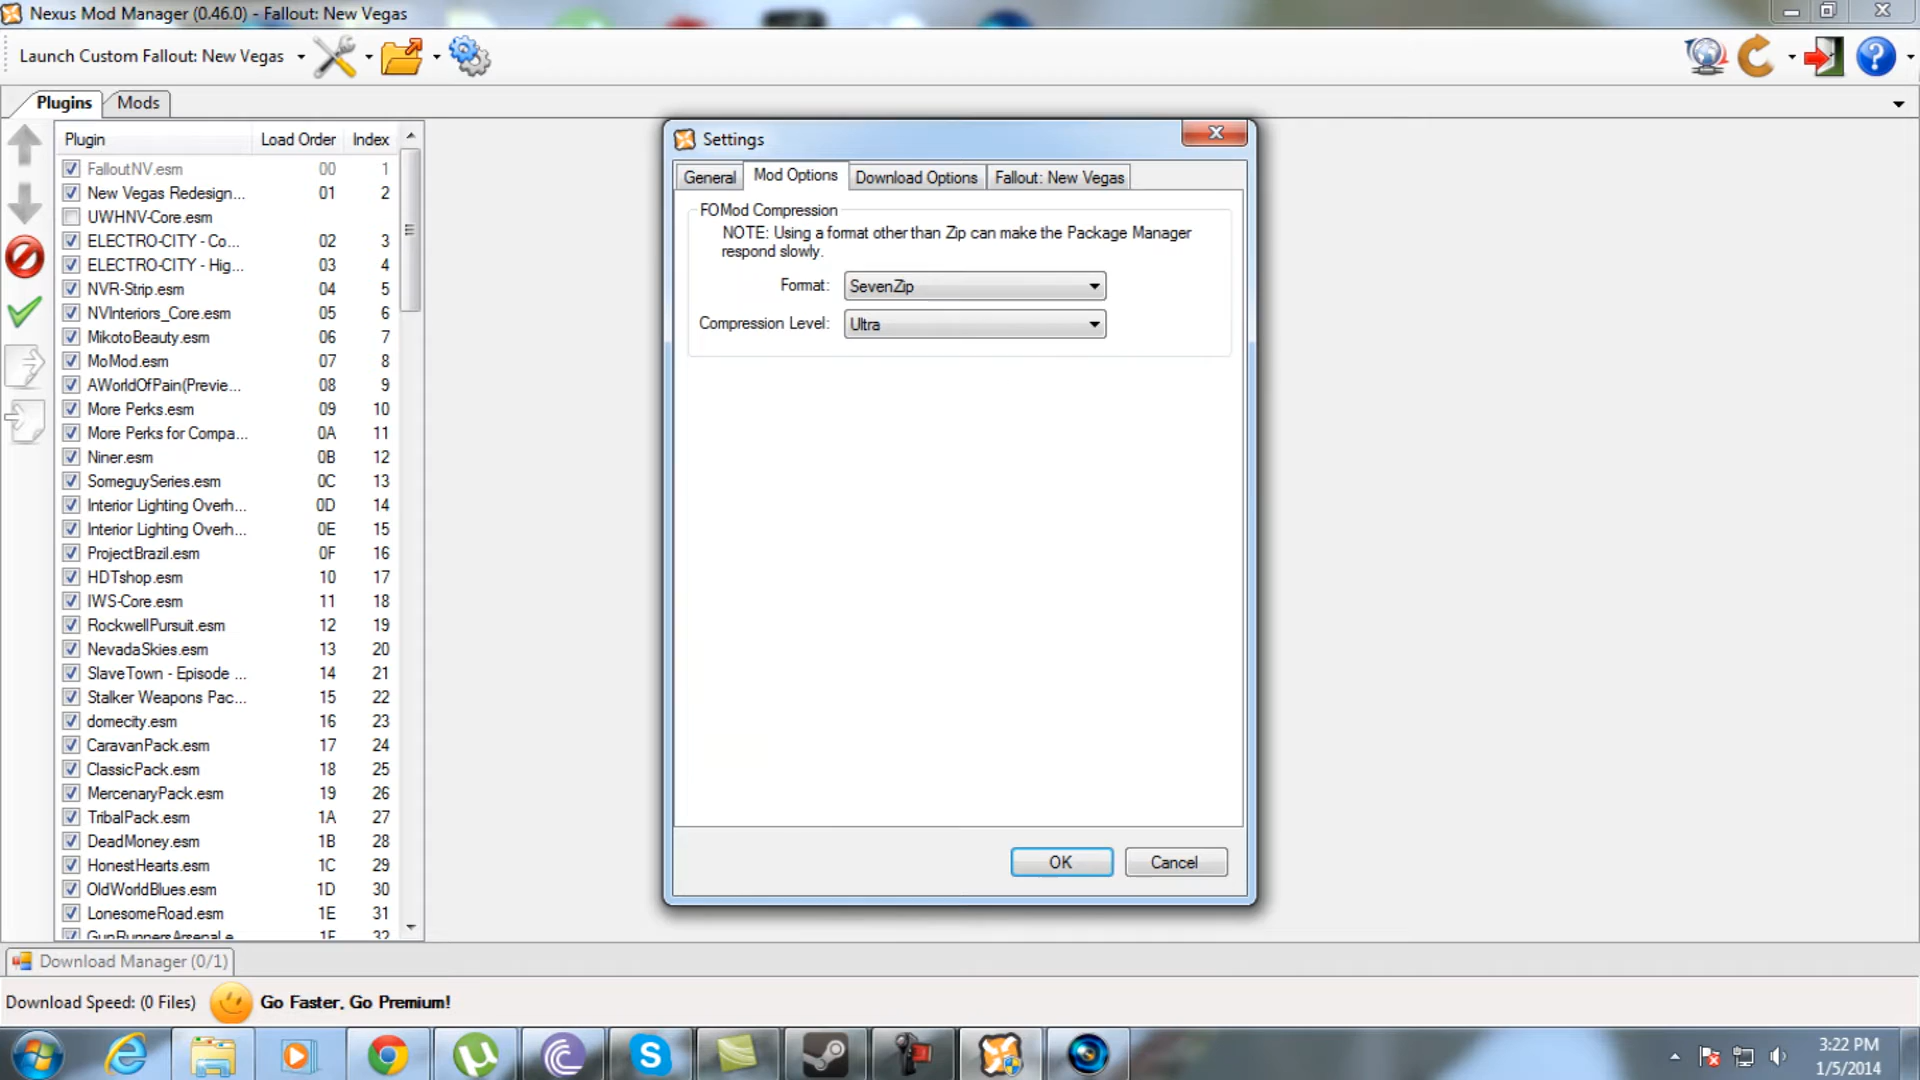 Nexus Mod Manager (0.46.0) - Fallout: New Vegas
Launch Custom Fallout: New Vegas
Plugins
Mods
Plugin Load Order Index
FalloutNV.esm 00 1
New Vegas Redesign... 01 2
UWHNV-Core.esm
ELECTRO-CITY - Co... 02 3
ELECTRO-CITY - Hig... 03 4
NVR-Strip.esm 04 5
NVInteriors_Core.esm 05 6
MikotoBeauty.esm 06 7
MoMod.esm 07 8
AWorldOfPain(Previe... 08 9
More Perks.esm 09 10
More Perks for Compa... 0A 11
Niner.esm 0B 12
SomeguySeries.esm 0C 13
Interior Lighting Overh... 0D 14
Interior Lighting Overh... 0E 15
ProjectBrazil.esm 0F 16
HDTshop.esm 10 17
IWS-Core.esm 11 18
RockwellPursuit.esm 12 19
NevadaSkies.esm 13 20
SlaveTown - Episode ... 14 21
Stalker Weapons Pac... 15 22
domecity.esm 16 23
CaravanPack.esm 17 24
ClassicPack.esm 18 25
MercenaryPack.esm 19 26
TribalPack.esm 1A 27
DeadMoney.esm 1B 28
HonestHearts.esm 1C 29
OldWorldBlues.esm 1D 30
LonesomeRoad.esm 1E 31
GunRunnersArsenal.e... 1F 32
Settings
General
Mod Options
Download Options
Fallout: New Vegas
FOMod Compression
NOTE: Using a format other than Zip can make the Package Manager
respond slowly.
Format: SevenZip
Compression Level: Ultra
OK
Cancel
Download Manager (0/1)
Download Speed: (0 Files)
Go Faster, Go Premium!
3:22 PM
1/5/2014